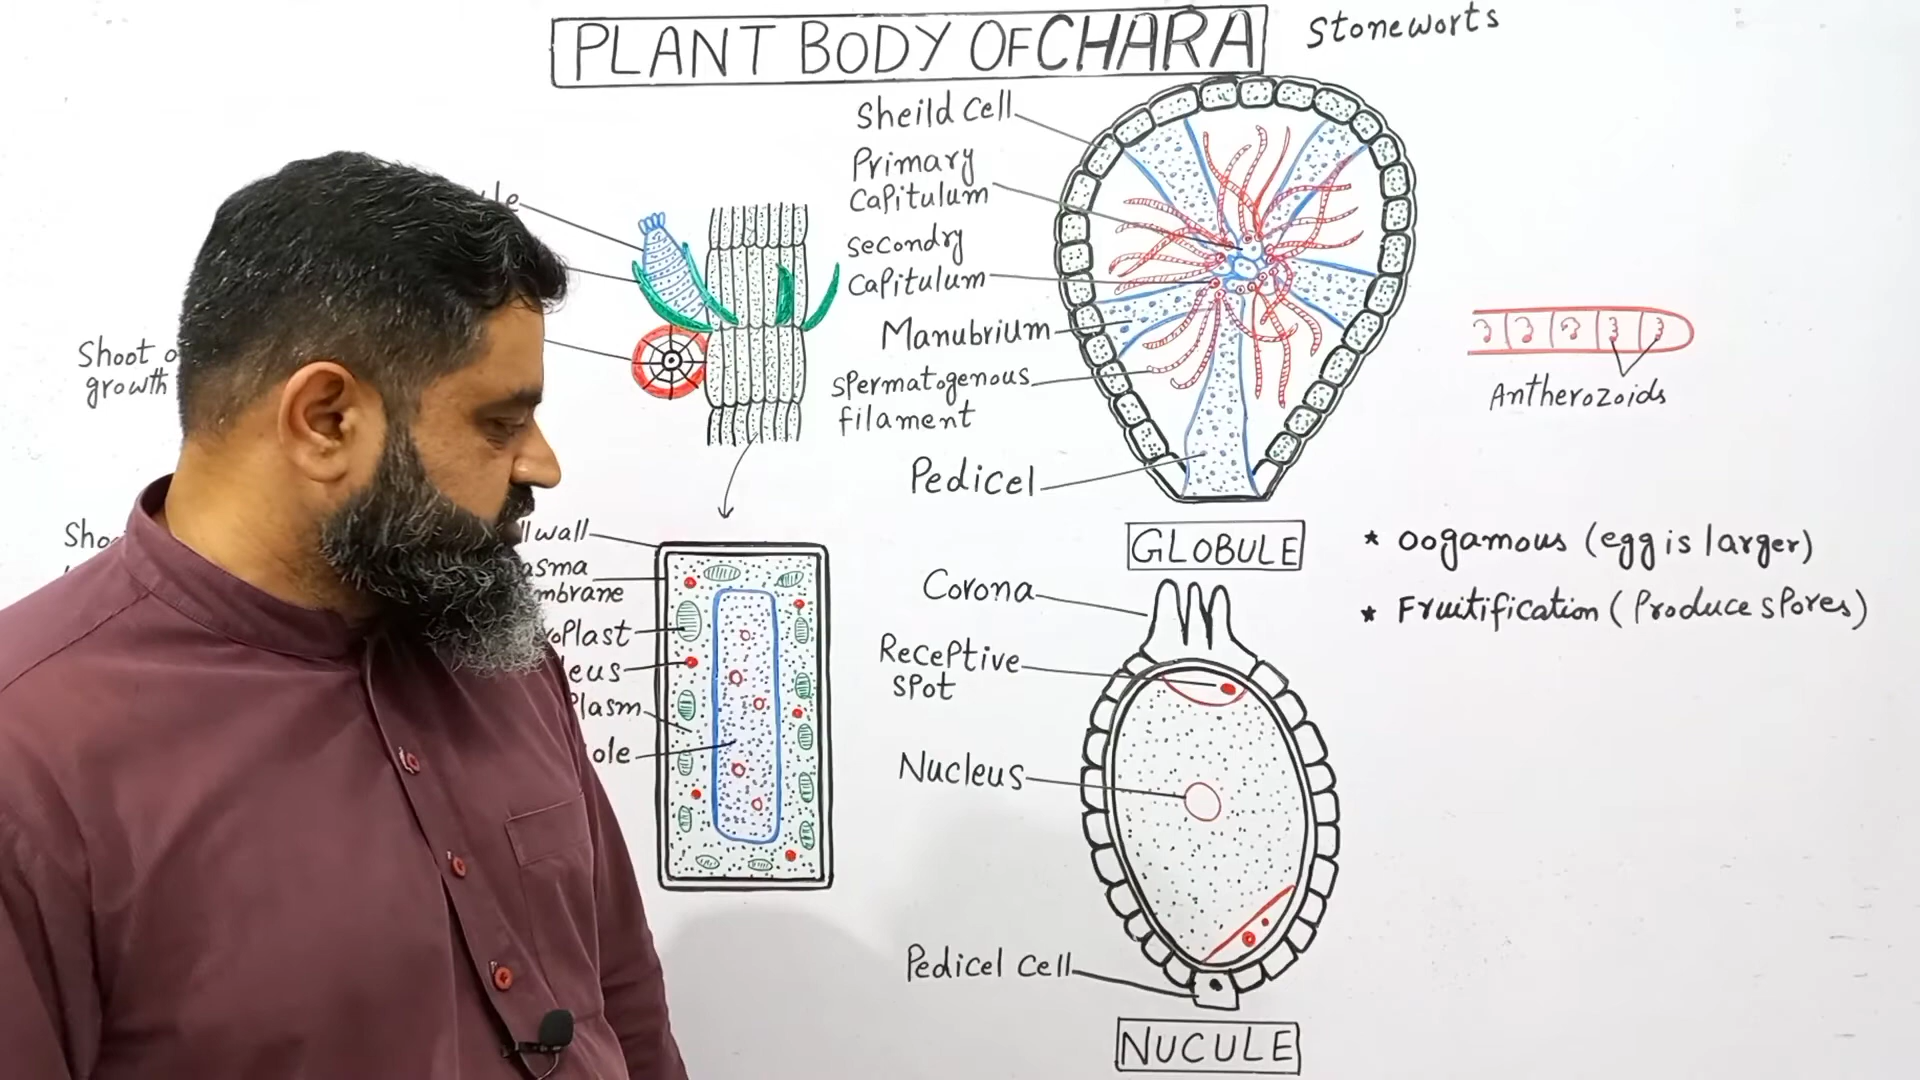 PLANT BODY OF CHARA
Stoneworts
Sheild Cell
Primary
Capitulum
Secondry
Capitulum
Manubrium
Spermatogenous
filament
Pedicel
GLOBULE
Antherozoids
Shoot
growth
wall
Plast
* Oogamous (egg is larger)
* Fruitification (Produce spores)
Corona
Receptive
Spot
Nucleus
Pedicel Cell
NUCULE